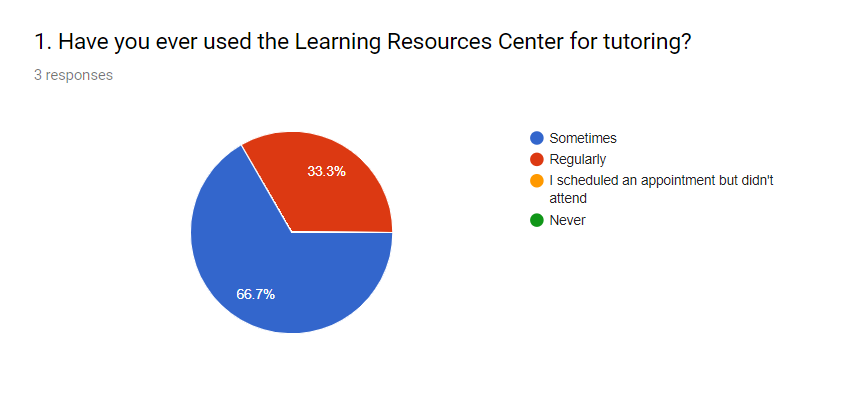 1. Have you ever used the Learning Resources Center for tutoring?
3 responses
33.3%
66.7%
Sometimes
Regularly
I scheduled an appointment but didn't
attend
Never